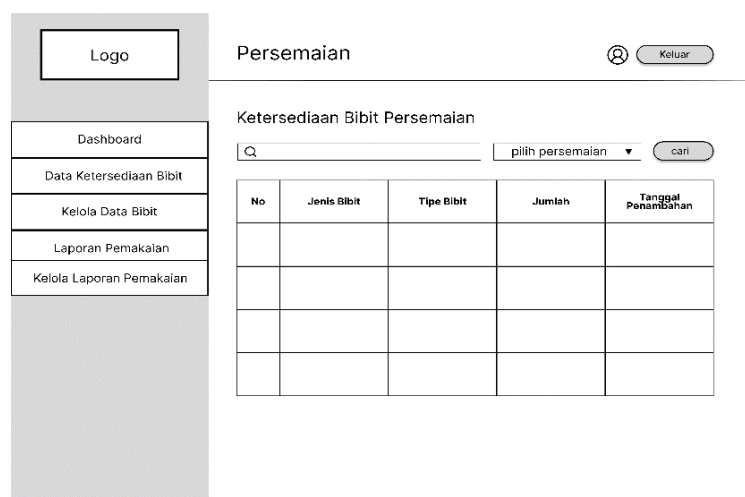 Logo
Persemaian
Keluar
Dashboard
Data Ketersediaan Bibit
Kelola Data Bibit
Laporan Pemakaian
Kelola Laporan Pemakaian
Ketersediaan Bibit Persemaian
pilih persemaian
cari
No
Jenis Bibit
Tipe Bibit
Jumlah
Tanggal
Penambahan